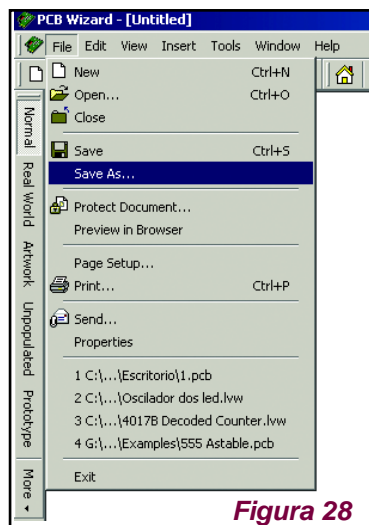 PCB Wizard - [Untitled]
File Edit View Insert Tools Window Help
New Ctrl+N
Open... Ctrl+O
Close
Save Ctrl+S
Save As...
Protect Document...
Preview in Browser
Page Setup...
Print... Ctrl+P
Send...
Properties
1 C:\...\Escritorio\1.pcb
2 C:\...\Oscilador dos led.lvw
3 C:\...\4017B Decoded Counter.lvw
4 G:\...\Examples\555 Astable.pcb
Exit
Normal
Real World
Artwork
Unpopulated
Prototype
More
Figura 28